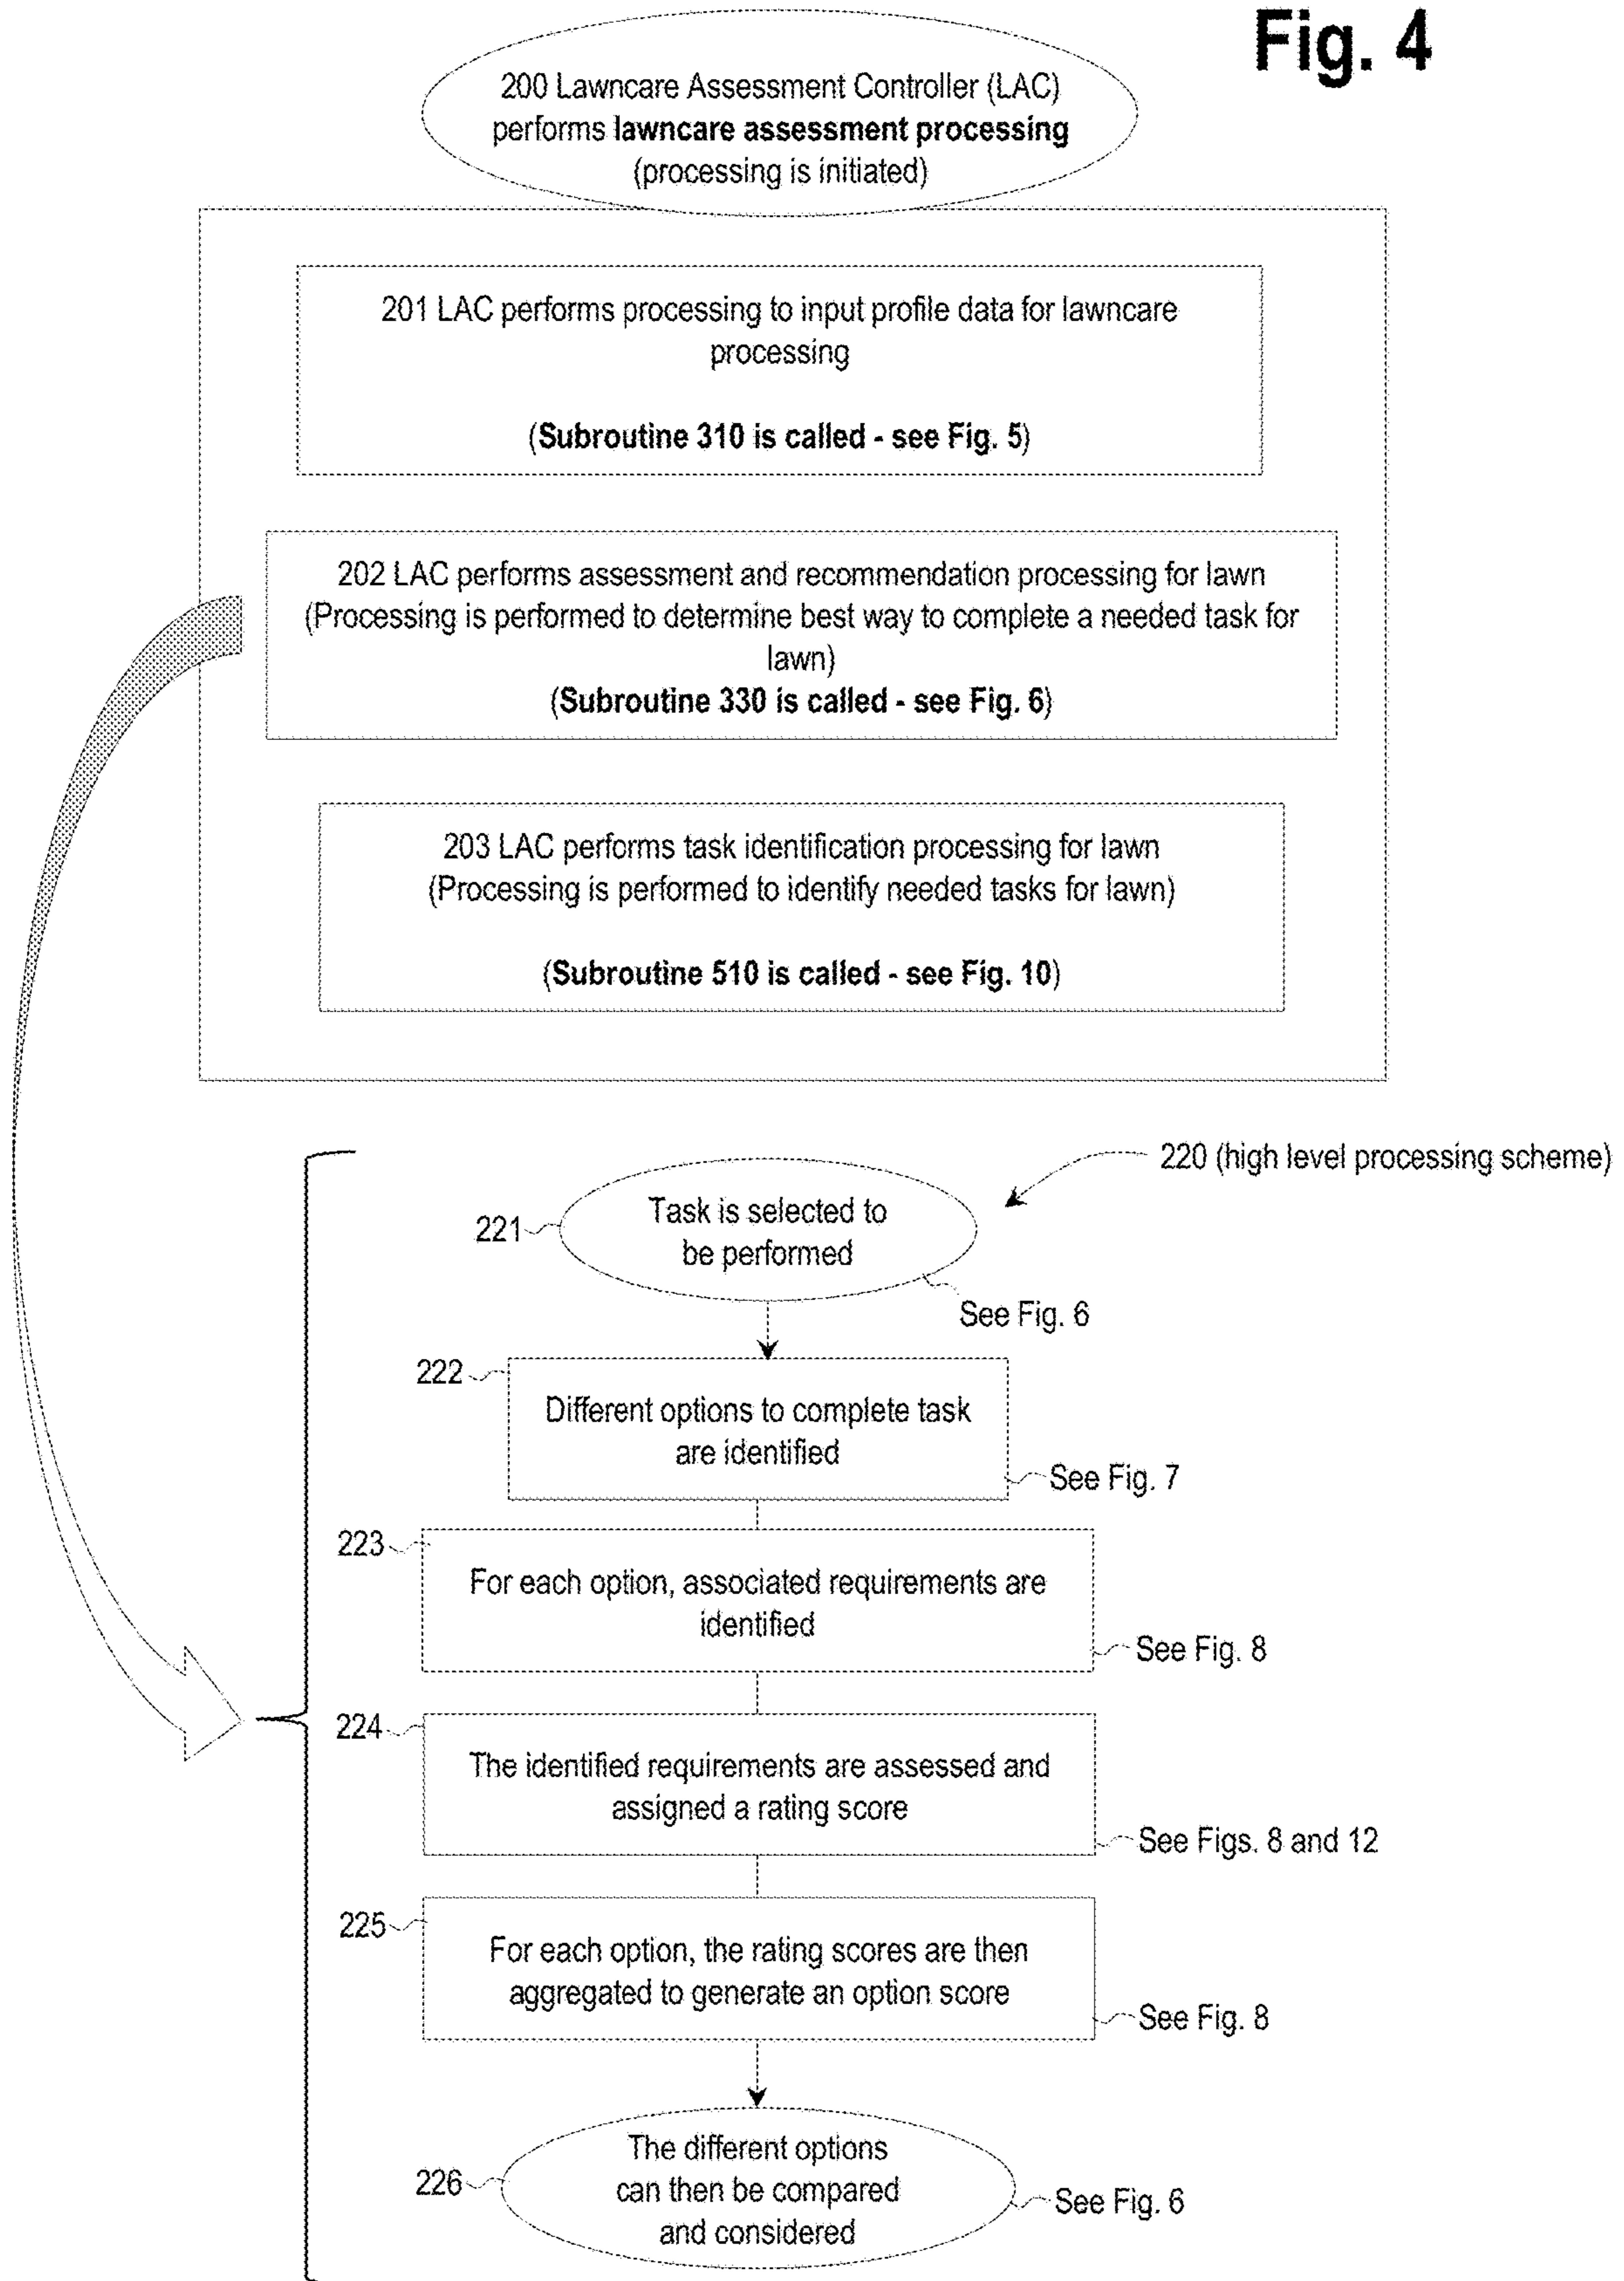 Fig. 4
200 Lawncare Assessment Controller (LAC)
performs lawncare assessment processing
(processing is initiated)
201 LAC performs processing to input profile data for lawncare
processing
(Subroutine 310 is called - see Fig. 5)
202 LAC performs assessment and recommendation processing for lawn
(Processing is performed to determine best way to complete a needed task for
lawn)
(Subroutine 330 is called - see Fig. 6)
203 LAC performs task identification processing for lawn
(Processing is performed to identify needed tasks for lawn)
(Subroutine 510 is called - see Fig. 10)
220 (high level processing scheme)
221
Task is selected to
be performed
See Fig. 6
222
Different options to complete task
are identified
See Fig. 7
223
For each option, associated requirements are
identified
See Fig. 8
224
The identified requirements are assessed and
assigned a rating score
See Figs. 8 and 12
225
For each option, the rating scores are then
aggregated to generate an option score
See Fig. 8
226
The different options
can then be compared
and considered
See Fig. 6